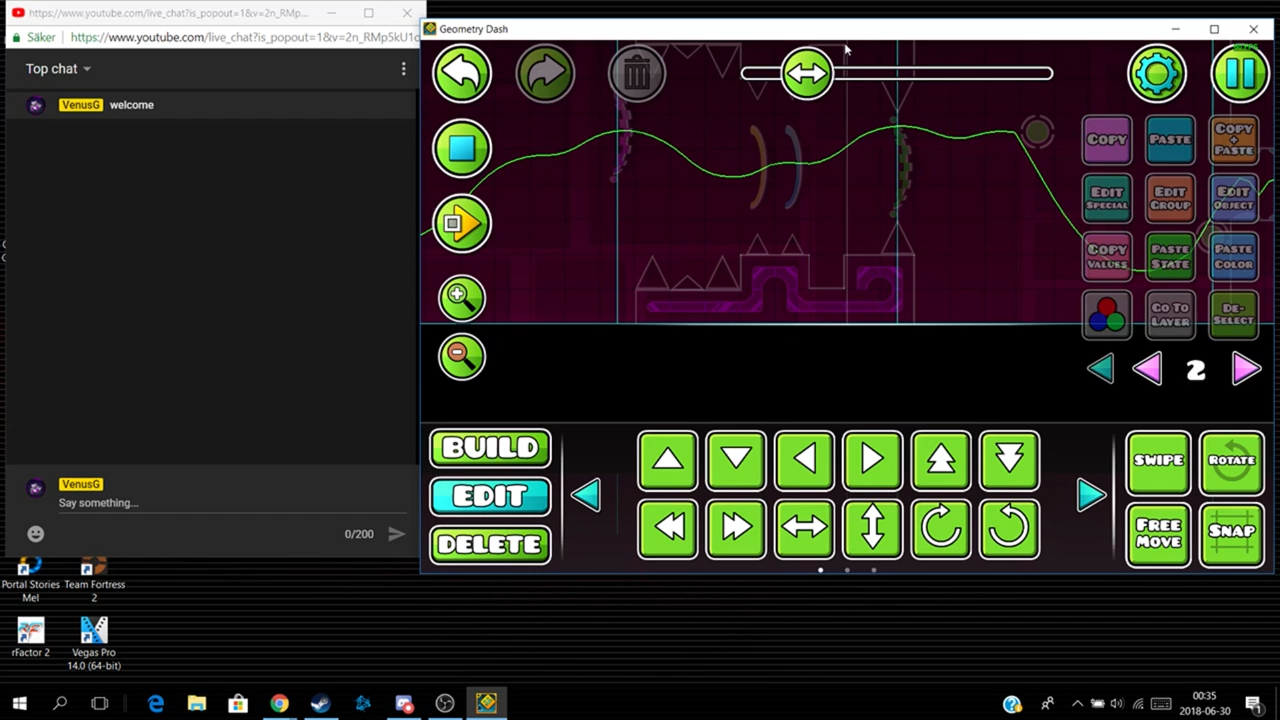 https://www.youtube.com/live_chat?is_popout=1&v=2n_RMp...
Säker
https://www.youtube.com/live_chat?is_popout=1&v=2n_RMp5kU1
Top chat
VenusG welcome
VenusG
Say something...
0/200
Geometry Dash
COPY
PASTE
COPY
+
PASTE
EDIT
SPECIAL
EDIT
GROUP
EDIT
OBJECT
COPY
VALUES
PASTE
STATE
PASTE
COLOR
GO TO
LAYER
DE-
SELECT
2
BUILD
EDIT
DELETE
SWIPE
ROTATE
FREE
MOVE
SNAP
Portal Stories
Mel
Team Fortress
2
rFactor 2
Vegas Pro
14.0 (64-bit)
00:35
2018-06-30
1